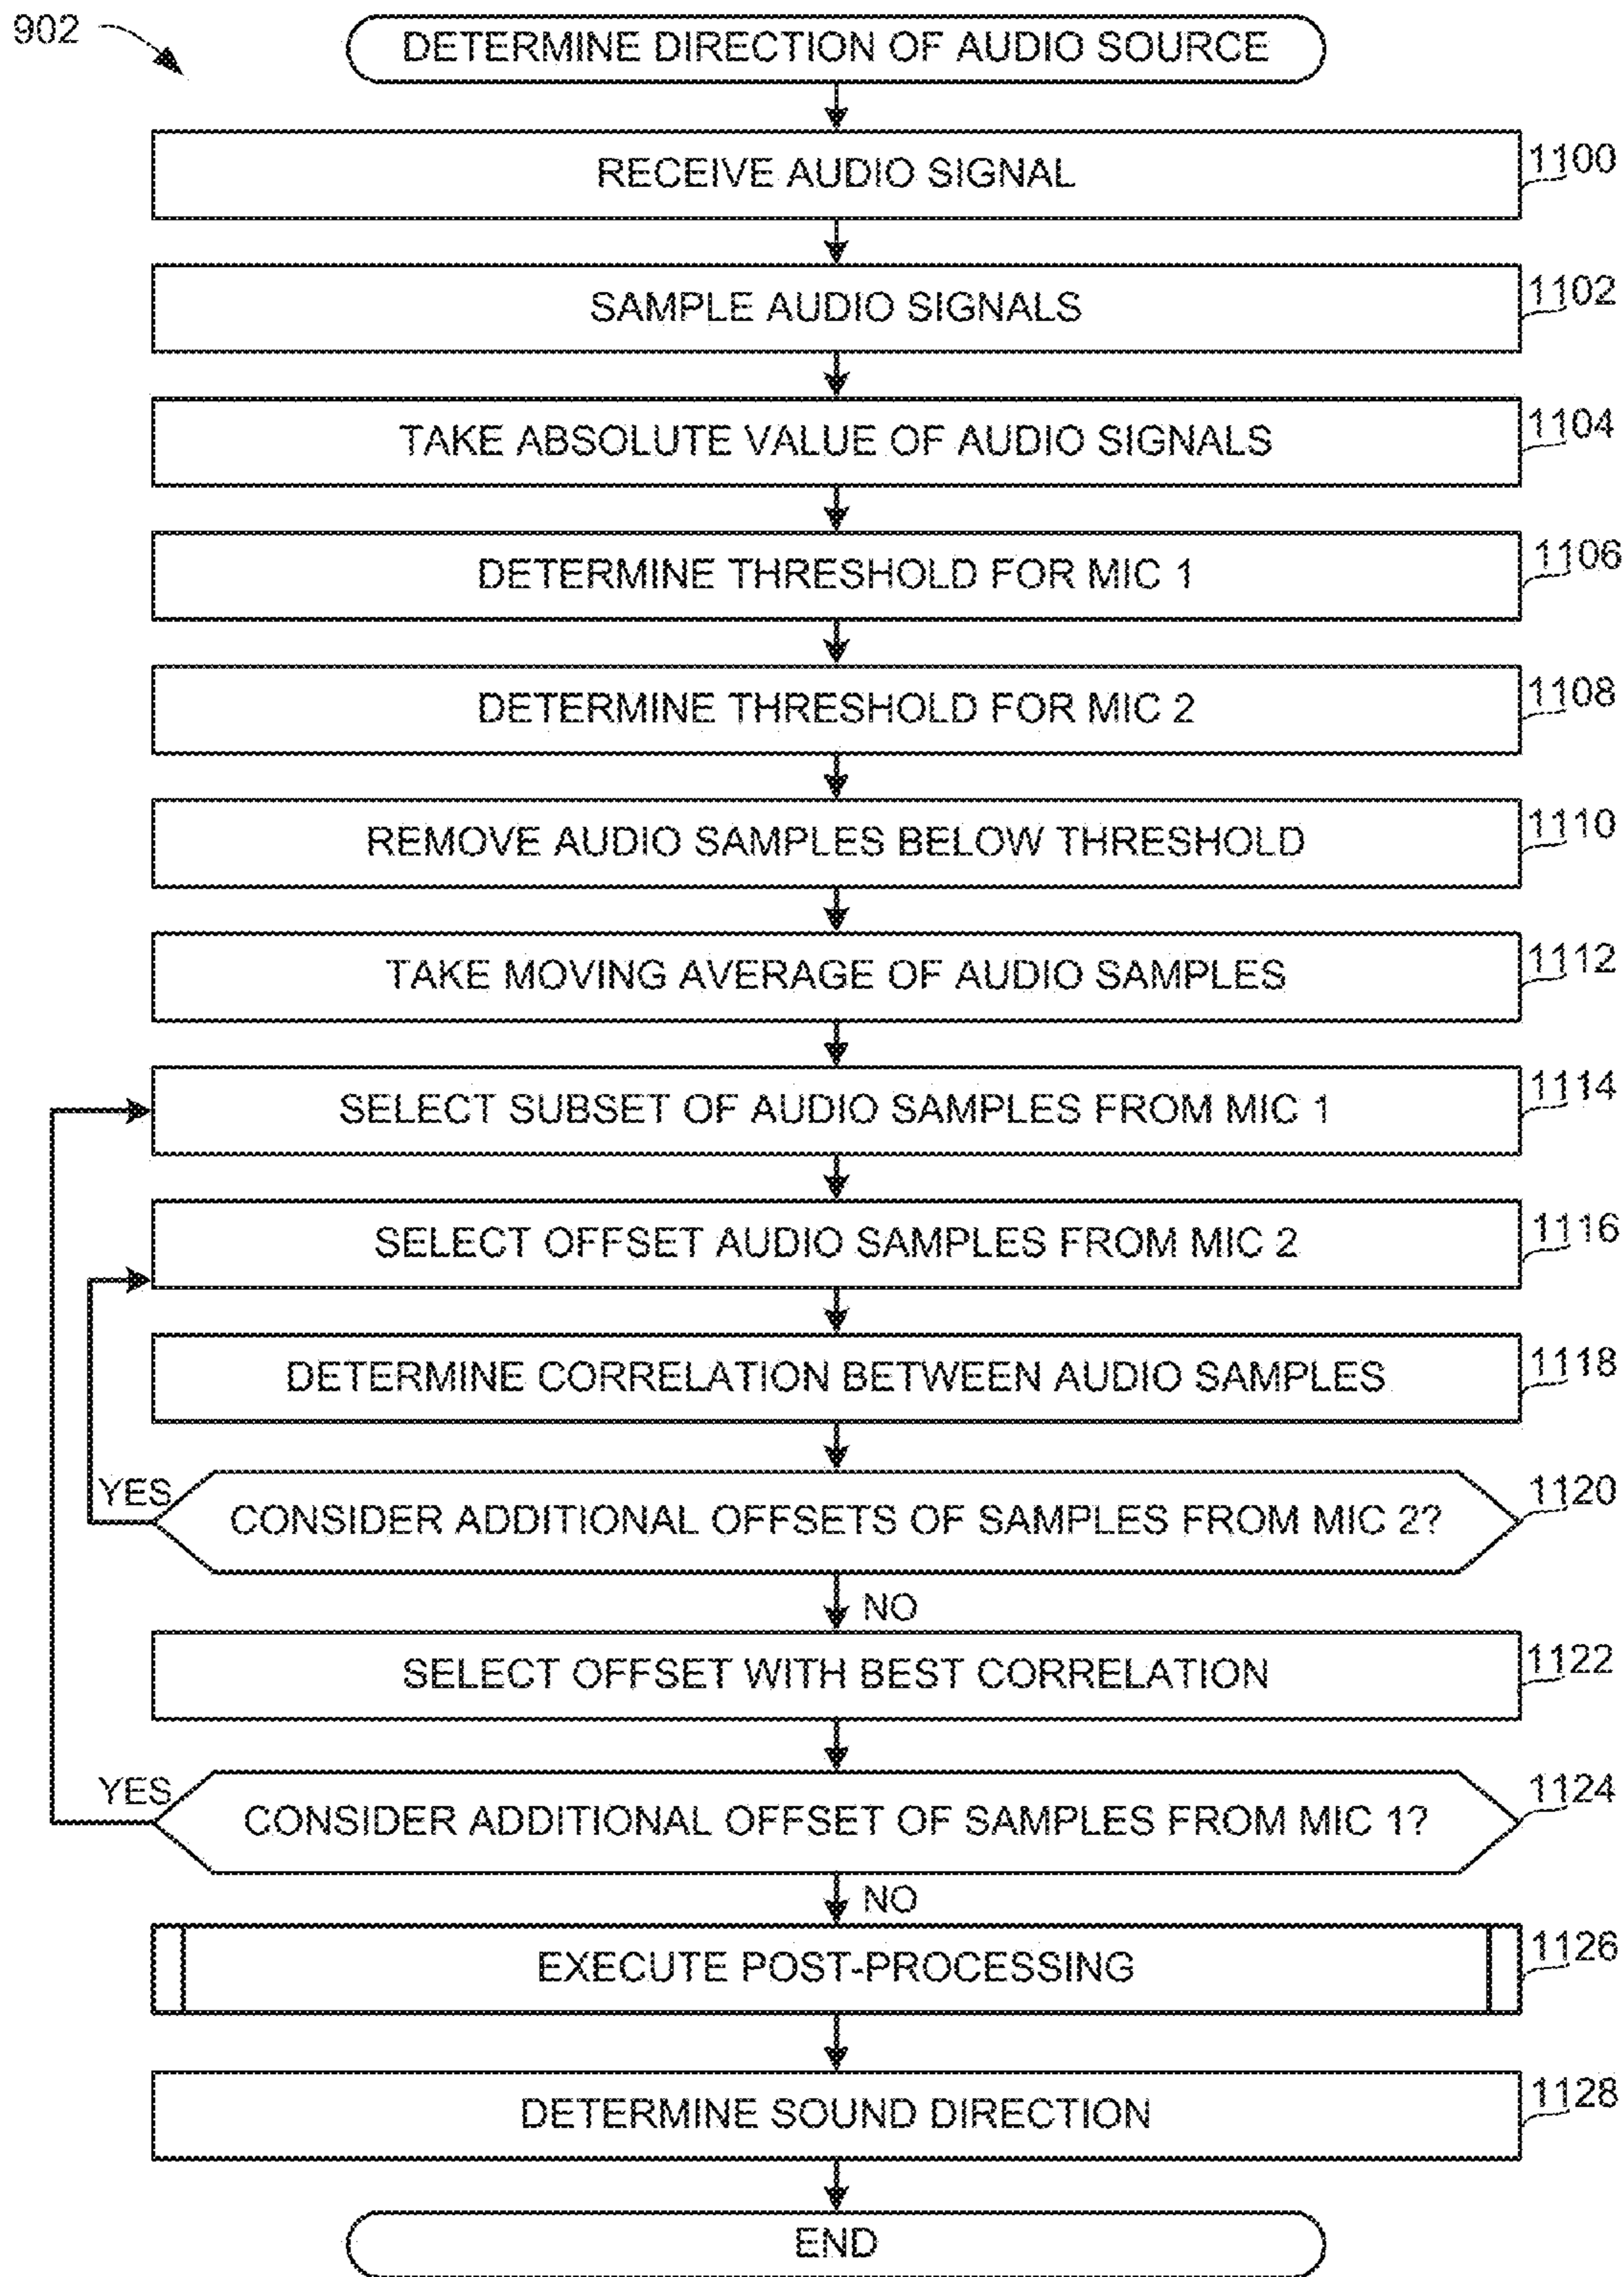 902
DETERMINE DIRECTION OF AUDIO SOURCE
RECEIVE AUDIO SIGNAL
1100
SAMPLE AUDIO SIGNALS
1102
TAKE ABSOLUTE VALUE OF AUDIO SIGNALS
1104
DETERMINE THRESHOLD FOR MIC 1
1106
DETERMINE THRESHOLD FOR MIC 2
1108
REMOVE AUDIO SAMPLES BELOW THRESHOLD
1110
TAKE MOVING AVERAGE OF AUDIO SAMPLES
1112
SELECT SUBSET OF AUDIO SAMPLES FROM MIC 1
1114
SELECT OFFSET AUDIO SAMPLES FROM MIC 2
1116
DETERMINE CORRELATION BETWEEN AUDIO SAMPLES
1118
YES
CONSIDER ADDITIONAL OFFSETS OF SAMPLES FROM MIC 2?
1120
NO
SELECT OFFSET WITH BEST CORRELATION
1122
YES
CONSIDER ADDITIONAL OFFSET OF SAMPLES FROM MIC 1?
1124
NO
EXECUTE POST-PROCESSING
1126
DETERMINE SOUND DIRECTION
1128
END